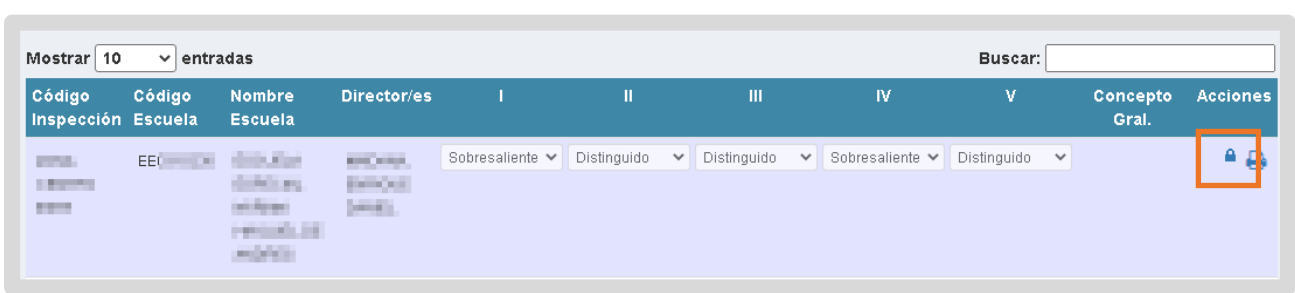 Mostrar 10 entradas Buscar:
Código Código Nombre Director/es I II III IV V Concepto Acciones
Inspección Escuela Escuela Gral.
EE Sobresaliente Distinguido Distinguido Sobresaliente Distinguido